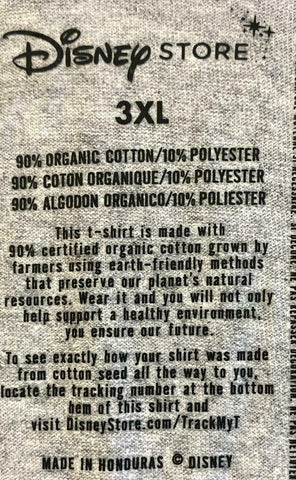 Disney STORE
3XL
90% ORGANIC COTTON/10% POLYESTER
90% COTON ORGANIQUE/10% POLYESTER
90% ALGODON ORGANICO/10% POLIESTER
This t-shirt is made with
90% certified organic cotton grown by
farmers using earth-friendly methods
that preserve our planet's natural
resources. Wear it and you will not only
help support a healthy environment,
you ensure our future.
To see exactly how your shirt was made
from cotton seed all the way to you,
locate the tracking number at the bottom
hem of this shirt and
visit DisneyStore.com/TrackMyT
MADE IN HONDURAS © DISNEY